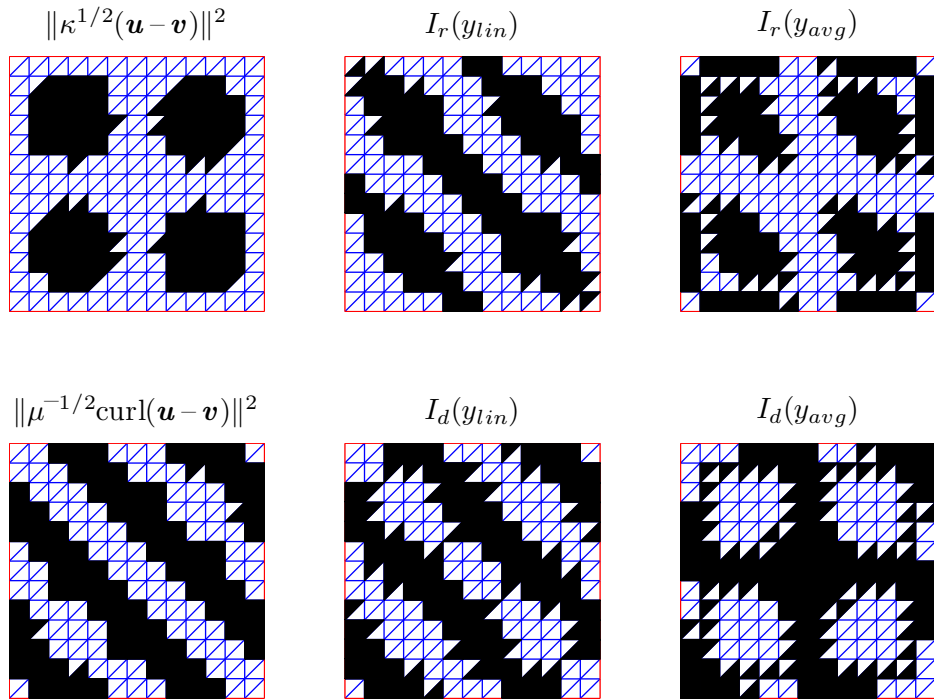 ‖κ^{1/2}(u – v)‖² I_r(y_{lin}) I_r(y_{avg})
‖μ^{−1/2}curl(u – v)‖² I_d(y_{lin}) I_d(y_{avg})